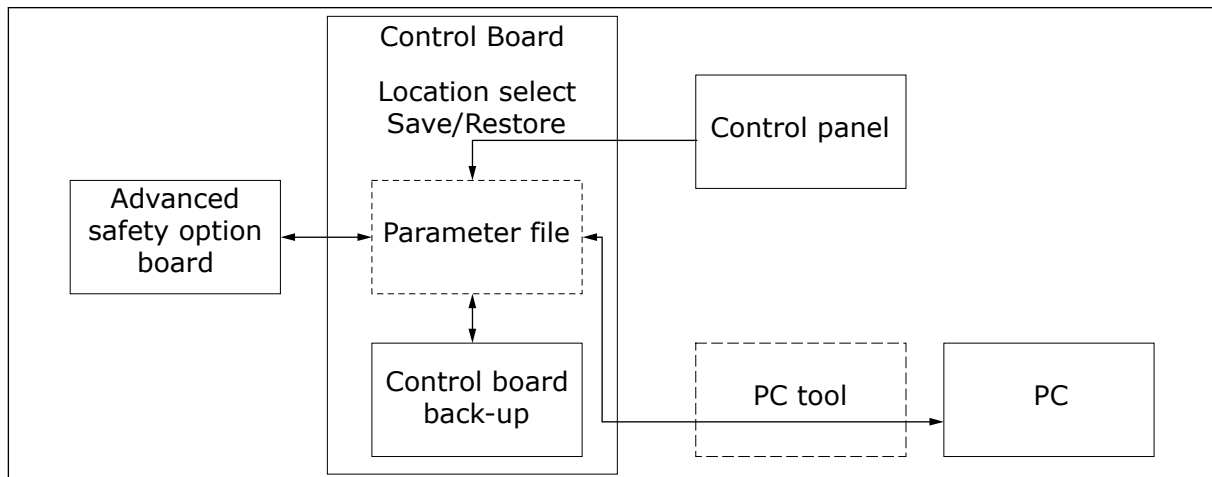 Control Board
Location select
Save/Restore
Control panel
Advanced
safety option
board
Parameter file
Control board
back-up
PC tool
PC